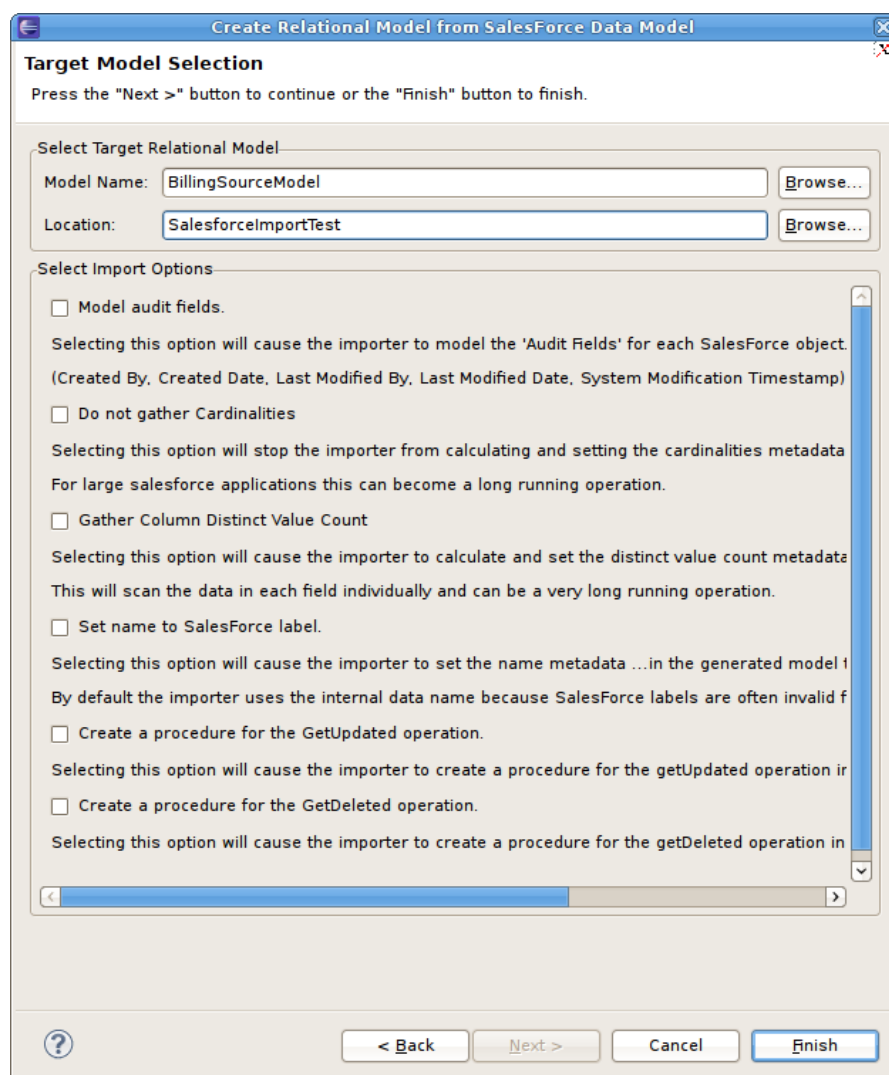 Create Relational Model from SalesForce Data Model
Target Model Selection
Press the "Next >" button to continue or the "Finish" button to finish.
Select Target Relational Model
Model Name: BillingSourceModel Browse...
Location: SalesforceImportTest Browse...
Select Import Options
Model audit fields.
Selecting this option will cause the importer to model the 'Audit Fields' for each SalesForce object.
(Created By, Created Date, Last Modified By, Last Modified Date, System Modification Timestamp)
Do not gather Cardinalities
Selecting this option will stop the importer from calculating and setting the cardinalities metadata
For large salesforce applications this can become a long running operation.
Gather Column Distinct Value Count
Selecting this option will cause the importer to calculate and set the distinct value count metadata
This will scan the data in each field individually and can be a very long running operation.
Set name to SalesForce label.
Selecting this option will cause the importer to set the name metadata ...in the generated model
By default the importer uses the internal data name because SalesForce labels are often invalid
Create a procedure for the GetUpdated operation.
Selecting this option will cause the importer to create a procedure for the getUpdated operation
Create a procedure for the GetDeleted operation.
Selecting this option will cause the importer to create a procedure for the getDeleted operation in
< Back Next > Cancel Finish